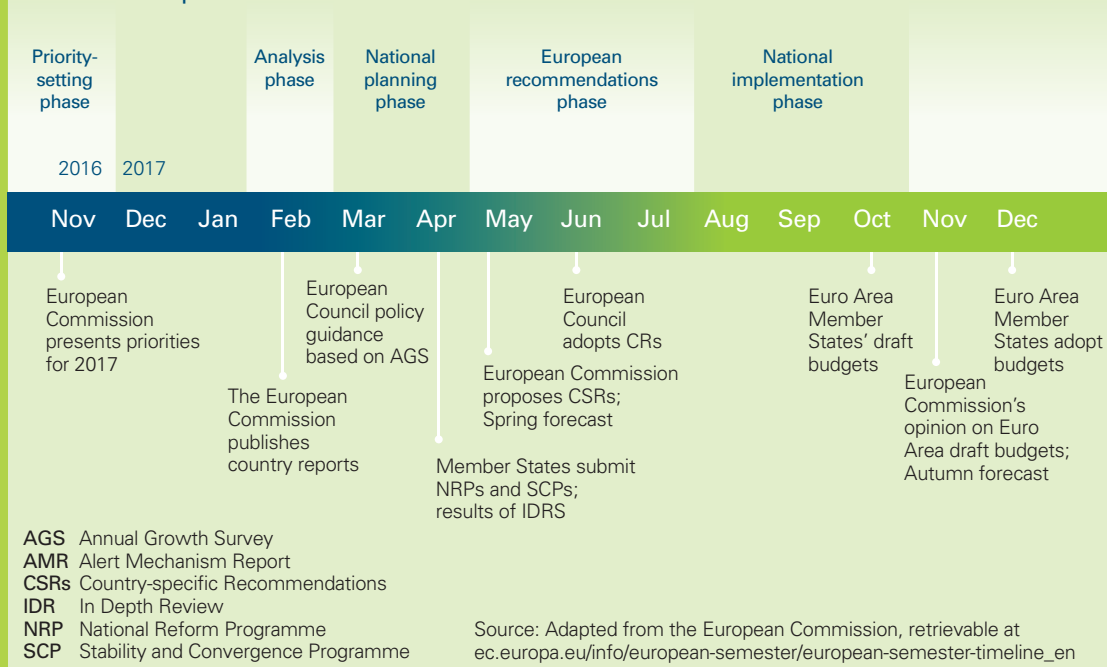 Priority-
setting
phase
Analysis
phase
National
planning
phase
European
recommendations
phase
National
implementation
phase
2016 2017
Nov Dec Jan Feb Mar Apr May Jun Jul Aug Sep Oct Nov Dec
European
Commission
presents priorities
for 2017
The European
Commission
publishes
country reports
European
Council policy
guidance
based on AGS
Member States submit
NRPs and SCPs;
results of IDRS
European Commission
proposes CSRs;
Spring forecast
European
Council
adopts CRs
Euro Area
Member
States’ draft
budgets
European
Commission’s
opinion on Euro
Area draft budgets;
Autumn forecast
Euro Area
Member
States adopt
budgets
AGS Annual Growth Survey
AMR Alert Mechanism Report
CSRs Country-specific Recommendations
IDR In Depth Review
NRP National Reform Programme
SCP Stability and Convergence Programme
Source: Adapted from the European Commission, retrievable at
ec.europa.eu/info/european-semester/european-semester-timeline_en